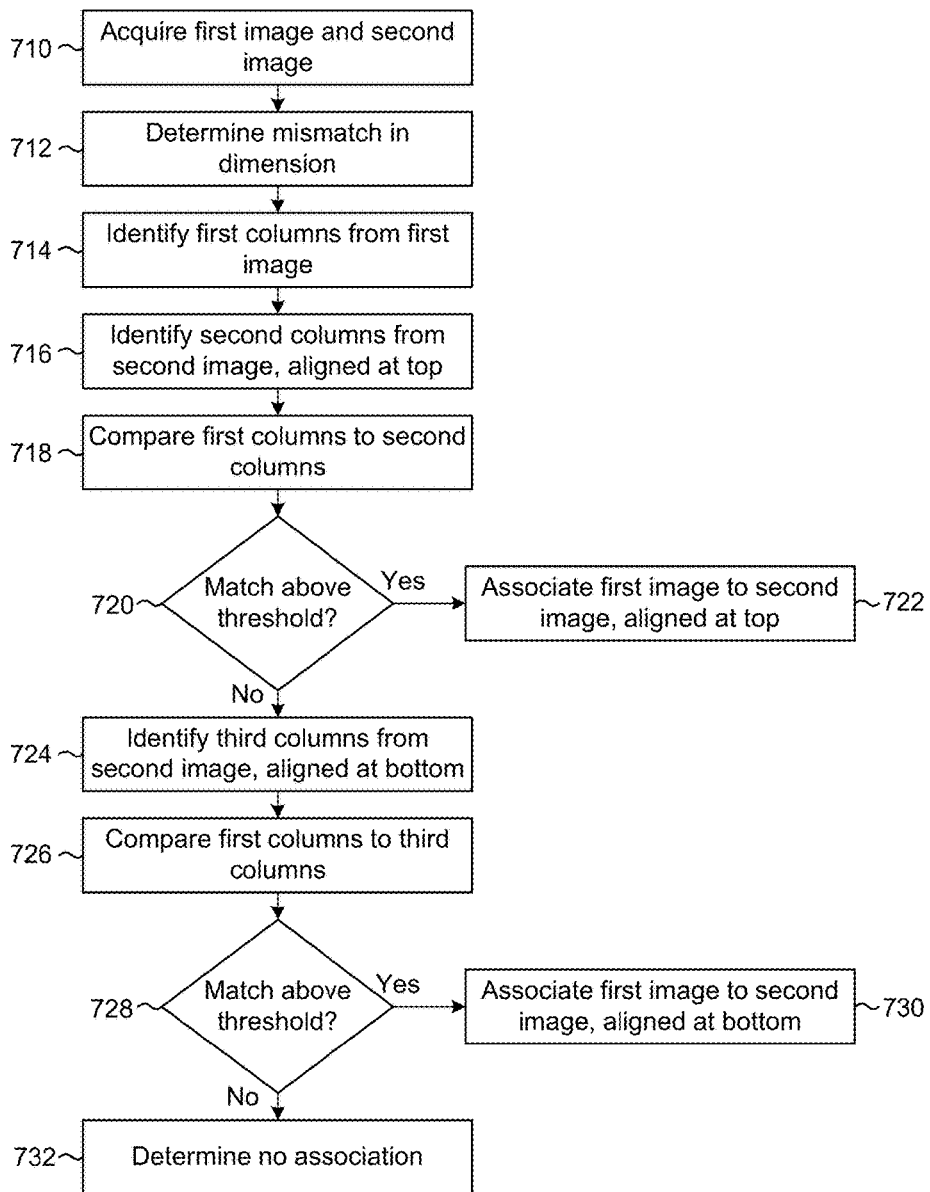 710
Acquire first image and second
image
712
Determine mismatch in
dimension
714
Identify first columns from first
image
716
Identify second columns from
second image, aligned at top
718
Compare first columns to second
columns
720
Match above
threshold?
Yes
Associate first image to second
image, aligned at top
722
No
724
Identify third columns from
second image, aligned at bottom
726
Compare first columns to third
columns
728
Match above
threshold?
Yes
Associate first image to second
image, aligned at bottom
730
No
732
Determine no association